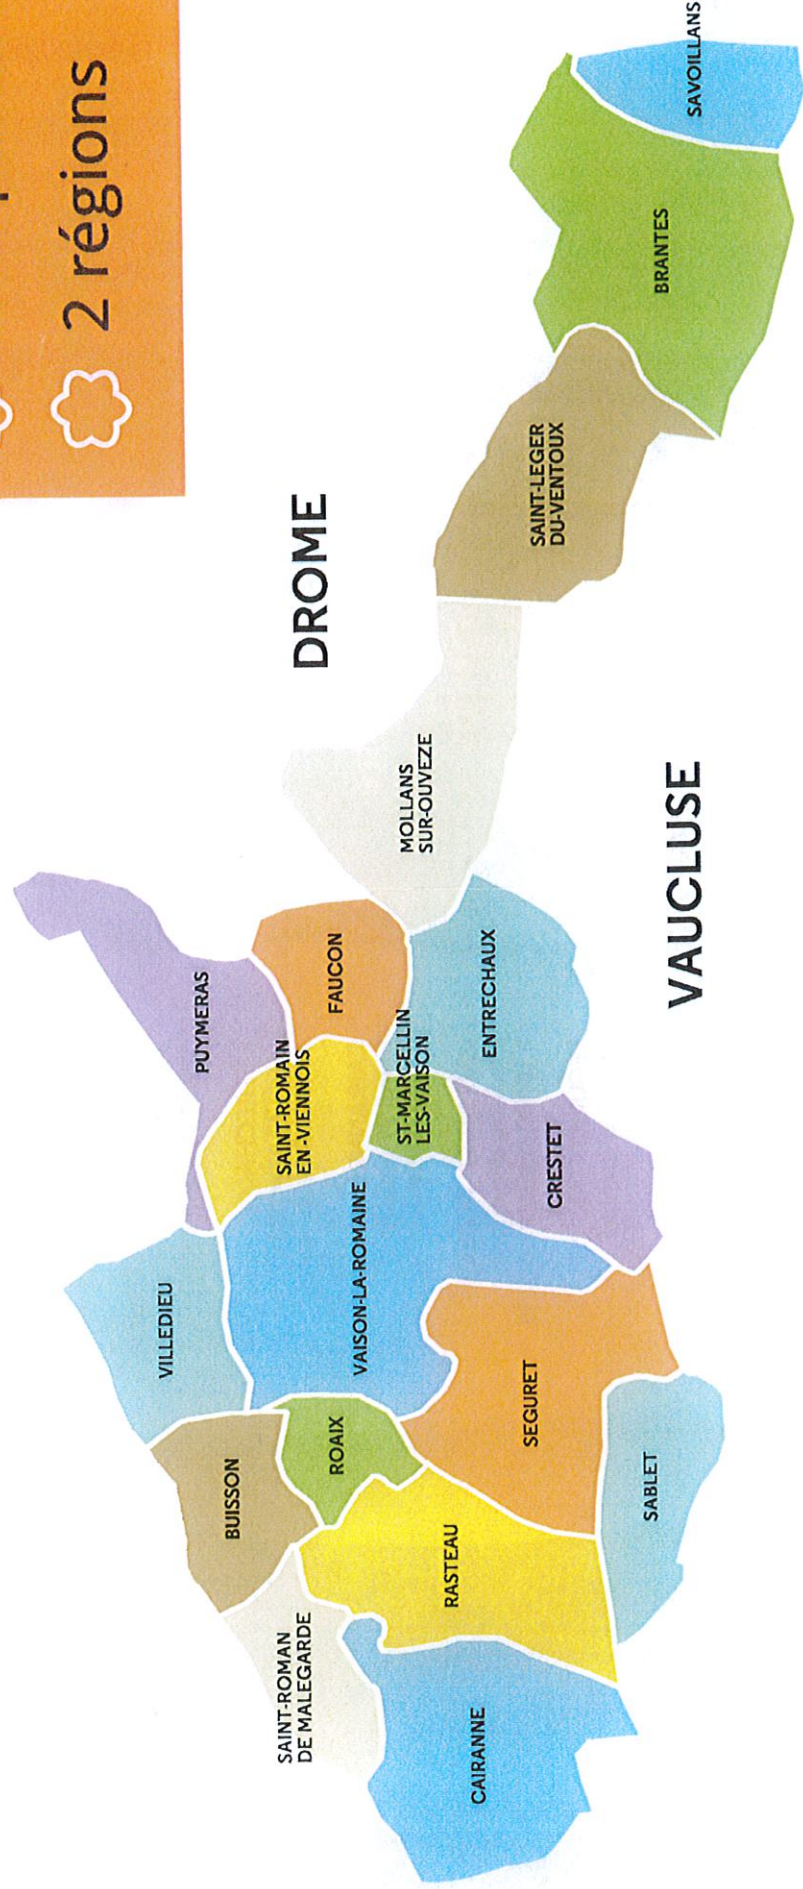 2 régions
DROME
VAUCLUSE
SAVOILLANS
BRANTES
SAINT-LEGER
DU-VENTOUX
MOLLANS
SUR-OUVEZE
PUYMERAS
FAUCON
ENTRECHAUX
SAINT-ROMAIN
EN-VIENNOIS
ST-MARCELLIN
LES-VAISON
CRESTET
VILLEDIEU
VAISON-LA-ROMAINE
BUISSON
ROAIX
SEGURET
SABLET
RASTEAU
SAINT-ROMAN
DE MALEGARDE
CAIRANNE